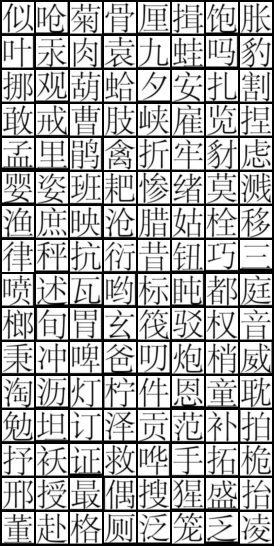 似呛菊骨厘揖饱胀
叶汞肉袁九蛙吗豹
挪观葫蛤夕安扎割
敢戒曹肢峡雇览捏
孟里鹃禽折牢豺虑
婴姿班耙惨绪莫溅
渔庶映沧腊姑栓移
律秤抗衍昔钮巧三
喷述瓦哟标盹都庭
榔旬胃玄筏驳权音
秉冲啤爸叨炮梢威
淘沥灯柠件恩童耽
勉坦订泽贡范补拍
抒袄证救哗手拓桅
邢授最偶搜猩盛抬
董赴格厕泛笼乏凌